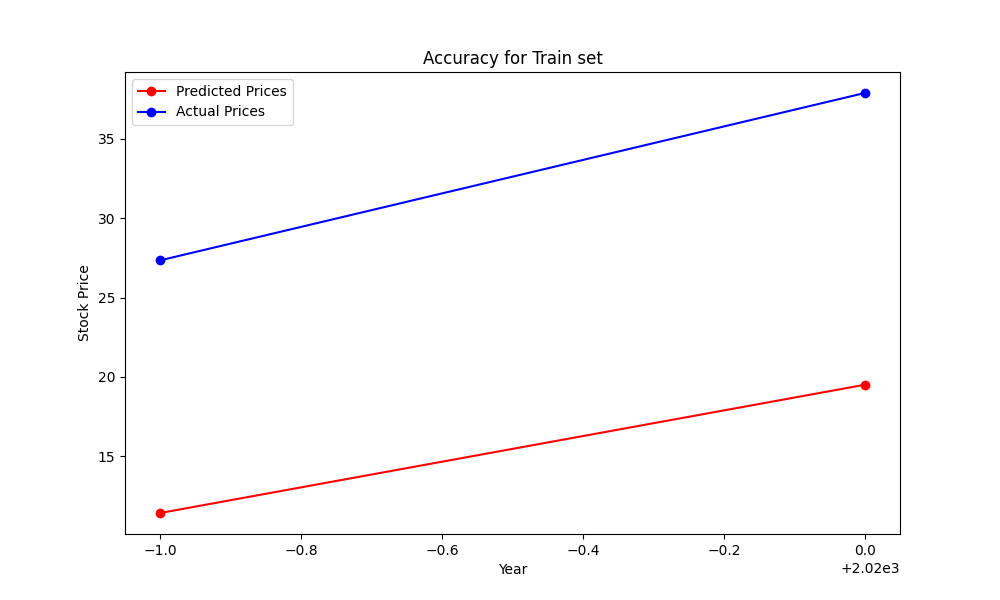 Accuracy for Train set
Predicted Prices
Actual Prices
35
30
25
20
15
Stock Price
−1.0 −0.8 −0.6 −0.4 −0.2 0.0
+2.02e3
Year